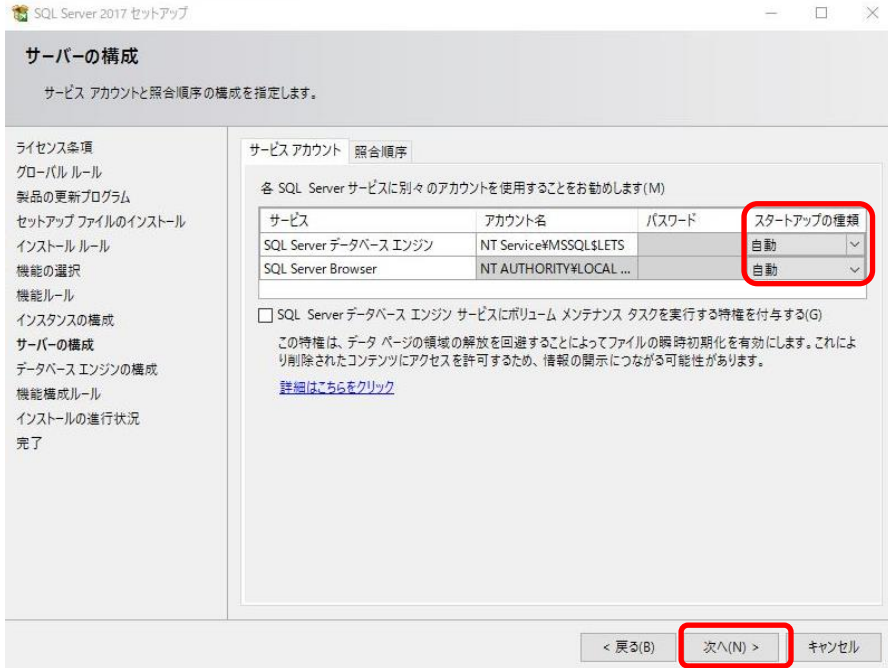 SQL Server 2017 セットアップ
サーバーの構成
サービス アカウントと照合順序の構成を指定します。
ライセンス条項
グローバル ルール
製品の更新プログラム
セットアップ ファイルのインストール
インストール ルール
機能の選択
機能ルール
インスタンスの構成
サーバーの構成
データベース エンジンの構成
機能構成ルール
インストールの進行状況
完了
サービス アカウント 照合順序
各 SQL Server サービスに別々のアカウントを使用することをお勧めします(M)
サービス アカウント名 パスワード スタートアップの種類
SQL Server データベース エンジン NT Service¥MSSQL$LETS 自動
SQL Server Browser NT AUTHORITY¥LOCAL ... 自動
SQL Server データベース エンジン サービスにボリューム メンテナンス タスクを実行する特権を付与する(G)
この特権は、データ ページの領域の解放を回避することによってファイルの瞬時初期化を有効にします。これによ
り削除されたコンテンツにアクセスを許可するため、情報の開示につながる可能性があります。
詳細はこちらをクリック
< 戻る(B) 次へ(N) > キャンセル